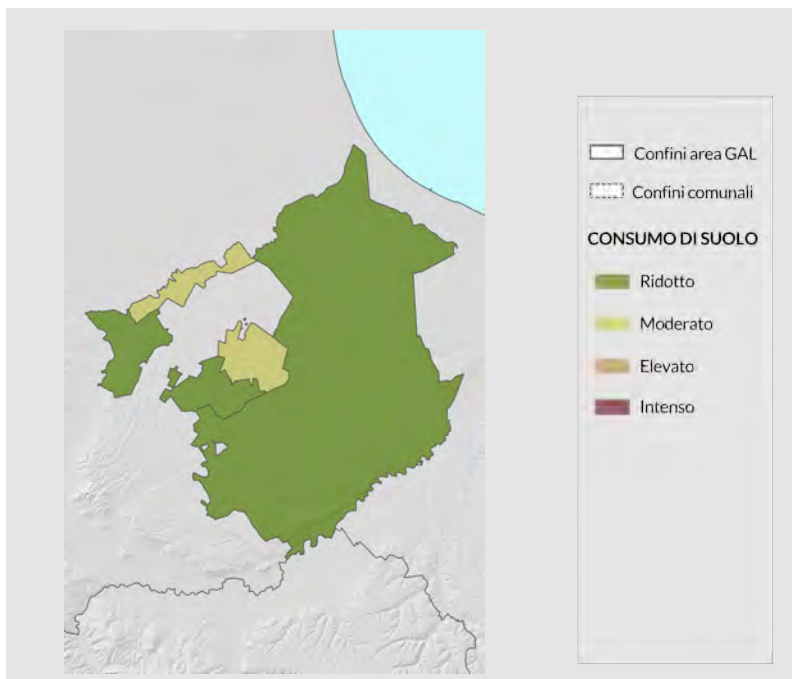 Confini area GAL
Confini comunali
CONSUMO DI SUOLO
Ridotto
Moderato
Elevato
Intenso